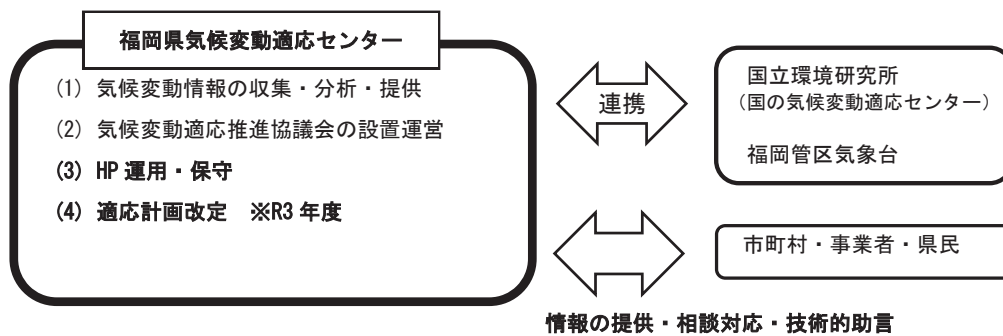 福岡県気候変動適応センター
(1) 気候変動情報の収集・分析・提供
(2) 気候変動適応推進協議会の設置運営
(3) HP 運用・保守
(4) 適応計画改定 ※R3 年度
連携
国立環境研究所
（国の気候変動適応センター）
福岡管区気象台
市町村・事業者・県民
情報の提供・相談対応・技術的助言